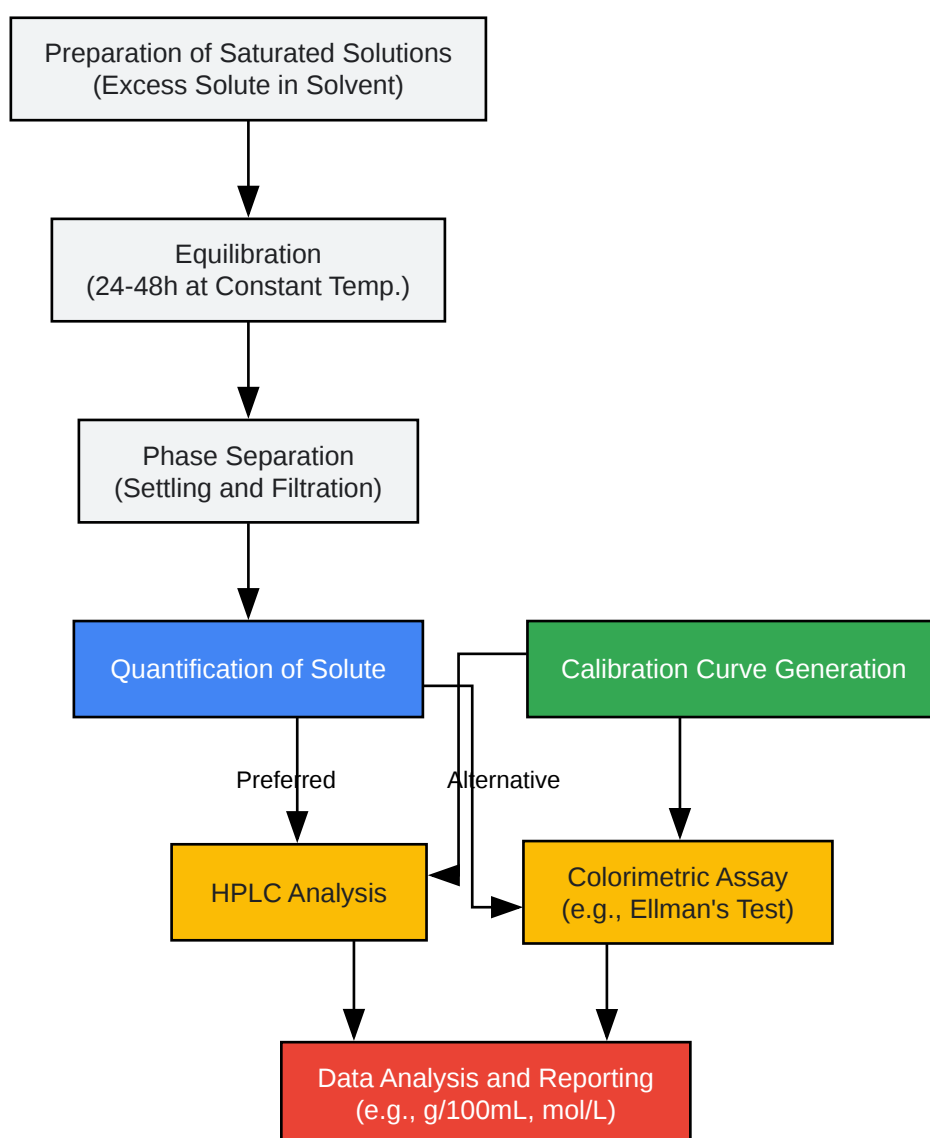 Preparation of Saturated Solutions
(Excess Solute in Solvent)
Equilibration
(24-48h at Constant Temp.)
Phase Separation
(Settling and Filtration)
Quantification of Solute
Calibration Curve Generation
Preferred
Alternative
HPLC Analysis
Colorimetric Assay
(e.g., Ellman's Test)
Data Analysis and Reporting
(e.g., g/100mL, mol/L)